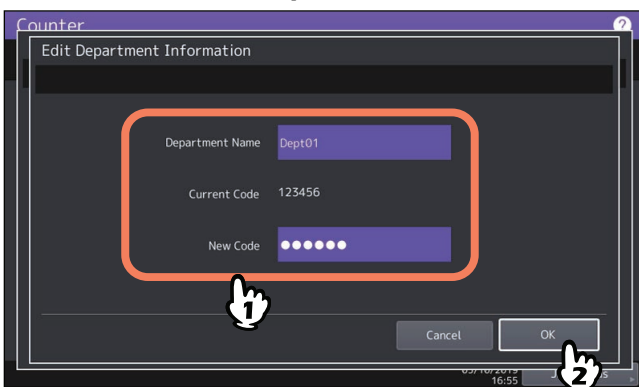 Counter
?
Edit Department Information
Department Name Dept01
Current Code 123456
New Code ●●●●●●
1
Cancel OK
2
16:55